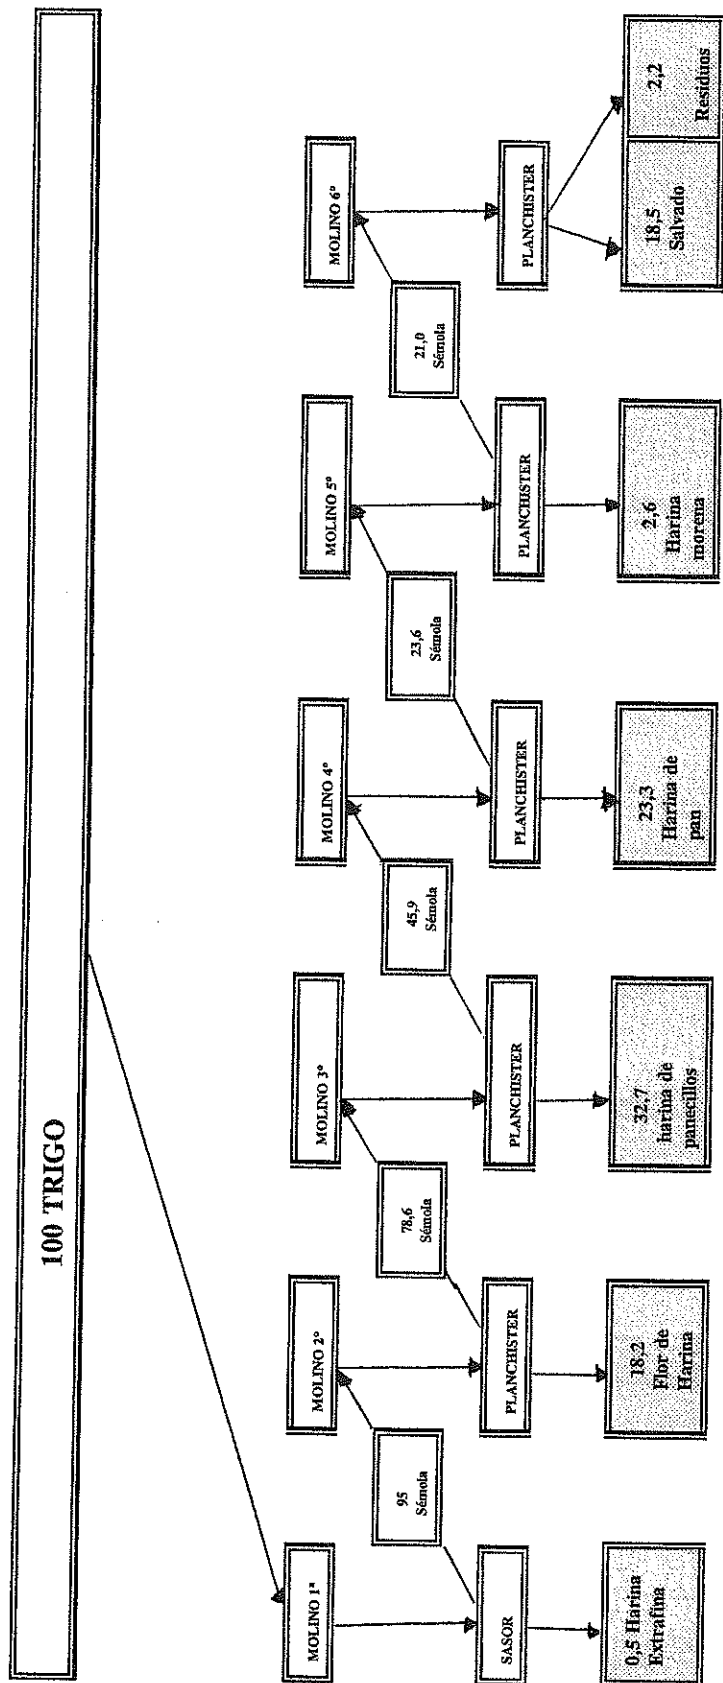 100 TRIGO
MOLINO 1ª
MOLINO 2º
MOLINO 3º
MOLINO 4º
MOLINO 5º
MOLINO 6º
95
Sémola
78,6
Sémola
45,9
Sémola
23,6
Sémola
21,0
Sémola
SASOR
PLANCHISTER
PLANCHISTER
PLANCHISTER
PLANCHISTER
PLANCHISTER
0,5 Harina
Extrafina
18,2
Flor de
Harina
32,7
harina de
panecillos
23,3
Harina de
pan
2,6
Harina
morena
18,5
Salvado
2,2
Residuos